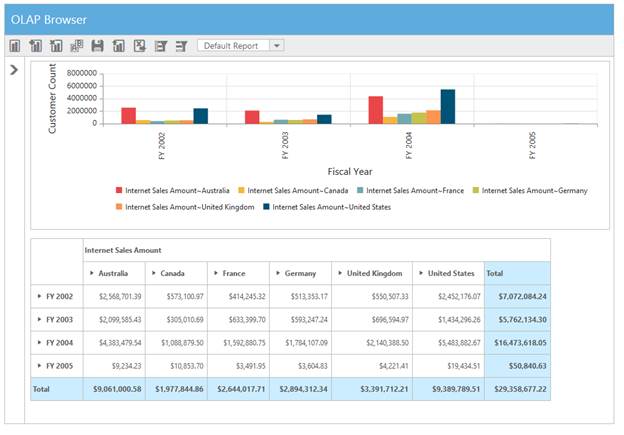 OLAP Browser
Default Report
Customer Count
8000000
6000000
4000000
2000000
0
FY 2002
FY 2003
FY 2004
FY 2005
Fiscal Year
Internet Sales Amount~Australia Internet Sales Amount~Canada Internet Sales Amount~France Internet Sales Amount~Germany
Internet Sales Amount~United Kingdom Internet Sales Amount~United States
Internet Sales Amount
Australia Canada France Germany United Kingdom United States Total
FY 2002 $2,568,701.39 $573,100.97 $414,245.32 $513,353.17 $550,507.33 $2,452,176.07 $7,072,084.24
FY 2003 $2,099,585.43 $305,010.69 $633,399.70 $593,247.24 $696,594.97 $1,434,296.26 $5,762,134.30
FY 2004 $4,383,479.54 $1,088,879.50 $1,592,880.75 $1,784,107.09 $2,140,388.50 $5,483,882.67 $16,473,618.05
FY 2005 $9,234.23 $10,853.70 $3,491.95 $3,604.83 $4,221.41 $19,434.51 $50,840.63
Total $9,061,000.58 $1,977,844.86 $2,644,017.71 $2,894,312.34 $3,391,712.21 $9,389,789.51 $29,358,677.22